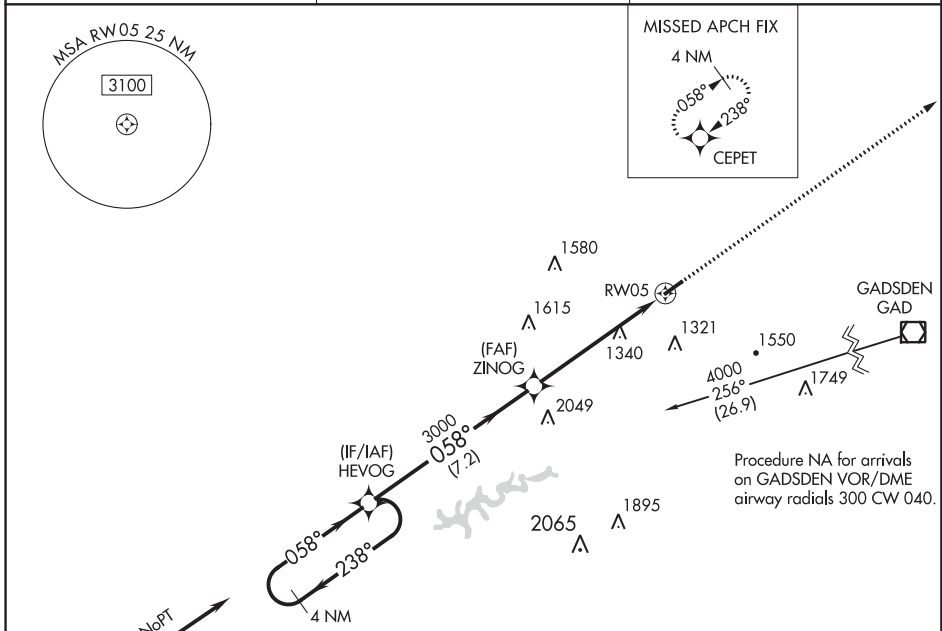 MSA RW05 25 NM
3100
MISSED APCH FIX
4 NM
058°
238°
CEPET
1580
RW05
GADSDEN
GAD
1615
1340
1321
1550
(FAF)
ZINOG
4000
256°
(26.9)
1749
2049
3000
058°
(7.2)
(IF/IAF)
HEVOG
Procedure NA for arrivals
on GADSDEN VOR/DME
airway radials 300 CW 040.
1895
2065
058°
238°
4 NM
NoPT